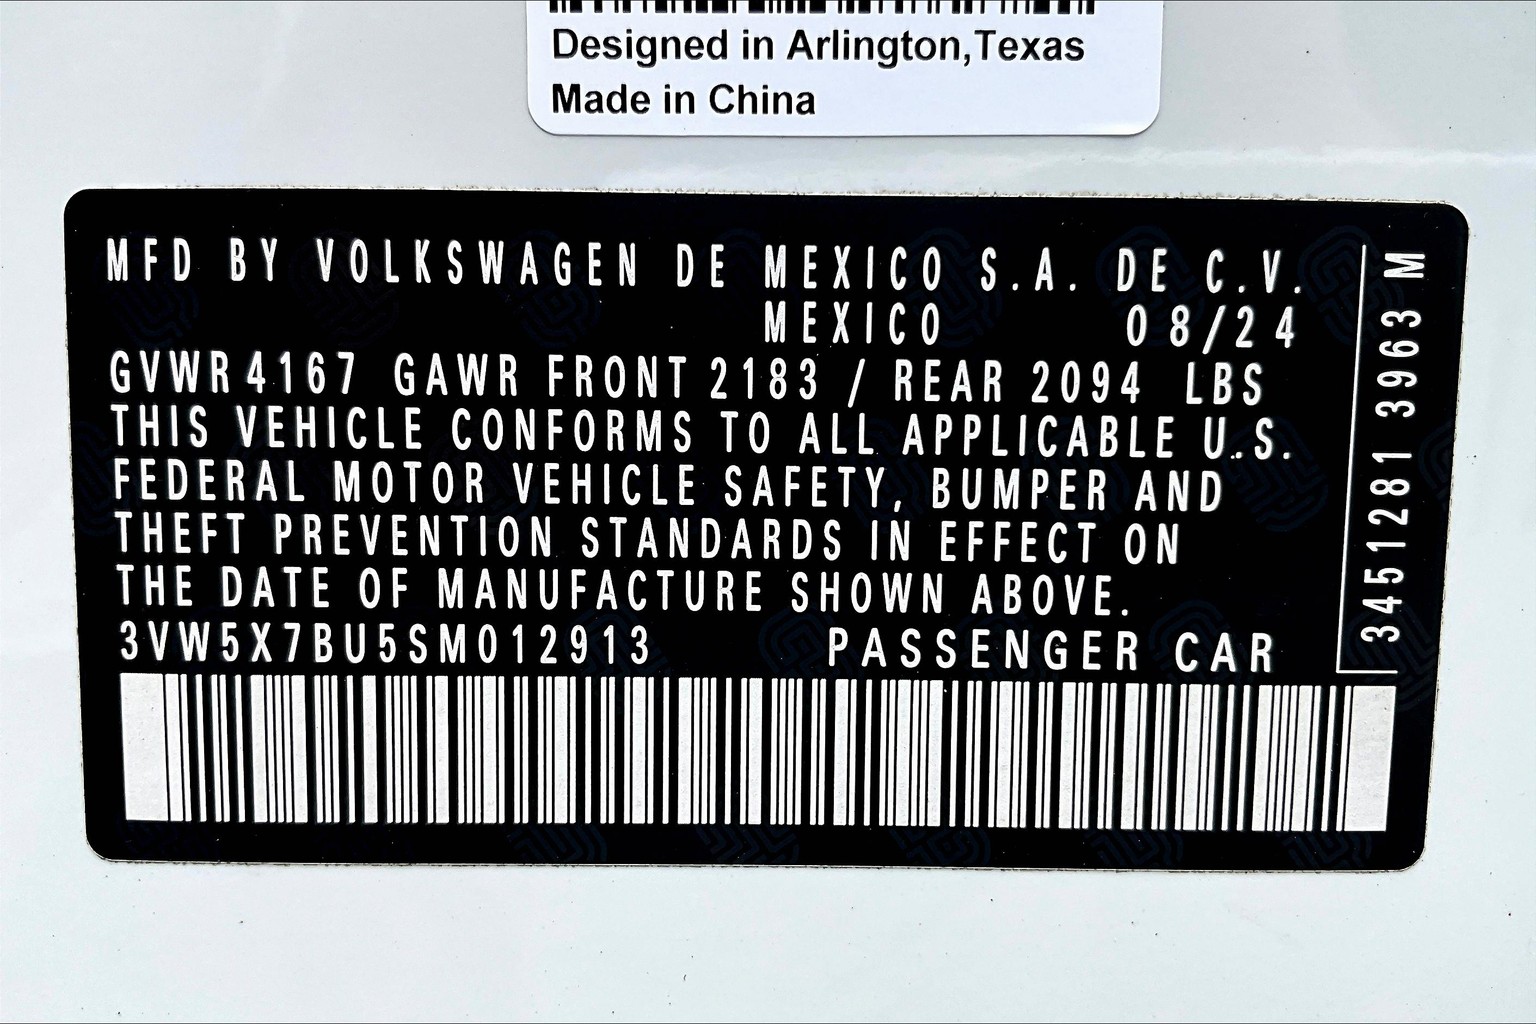 Designed in Arlington,Texas
Made in China
MFD BY VOLKSWAGEN DE MEXICO S.A. DE C.V.
MEXICO 08/24
GVWR 4167 GAWR FRONT 2183 / REAR 2094 LBS
THIS VEHICLE CONFORMS TO ALL APPLICABLE U.S.
FEDERAL MOTOR VEHICLE SAFETY, BUMPER AND
THEFT PREVENTION STANDARDS IN EFFECT ON
THE DATE OF MANUFACTURE SHOWN ABOVE.
3VW5X7BU5SM012913 PASSENGER CAR
3451281 3963 M